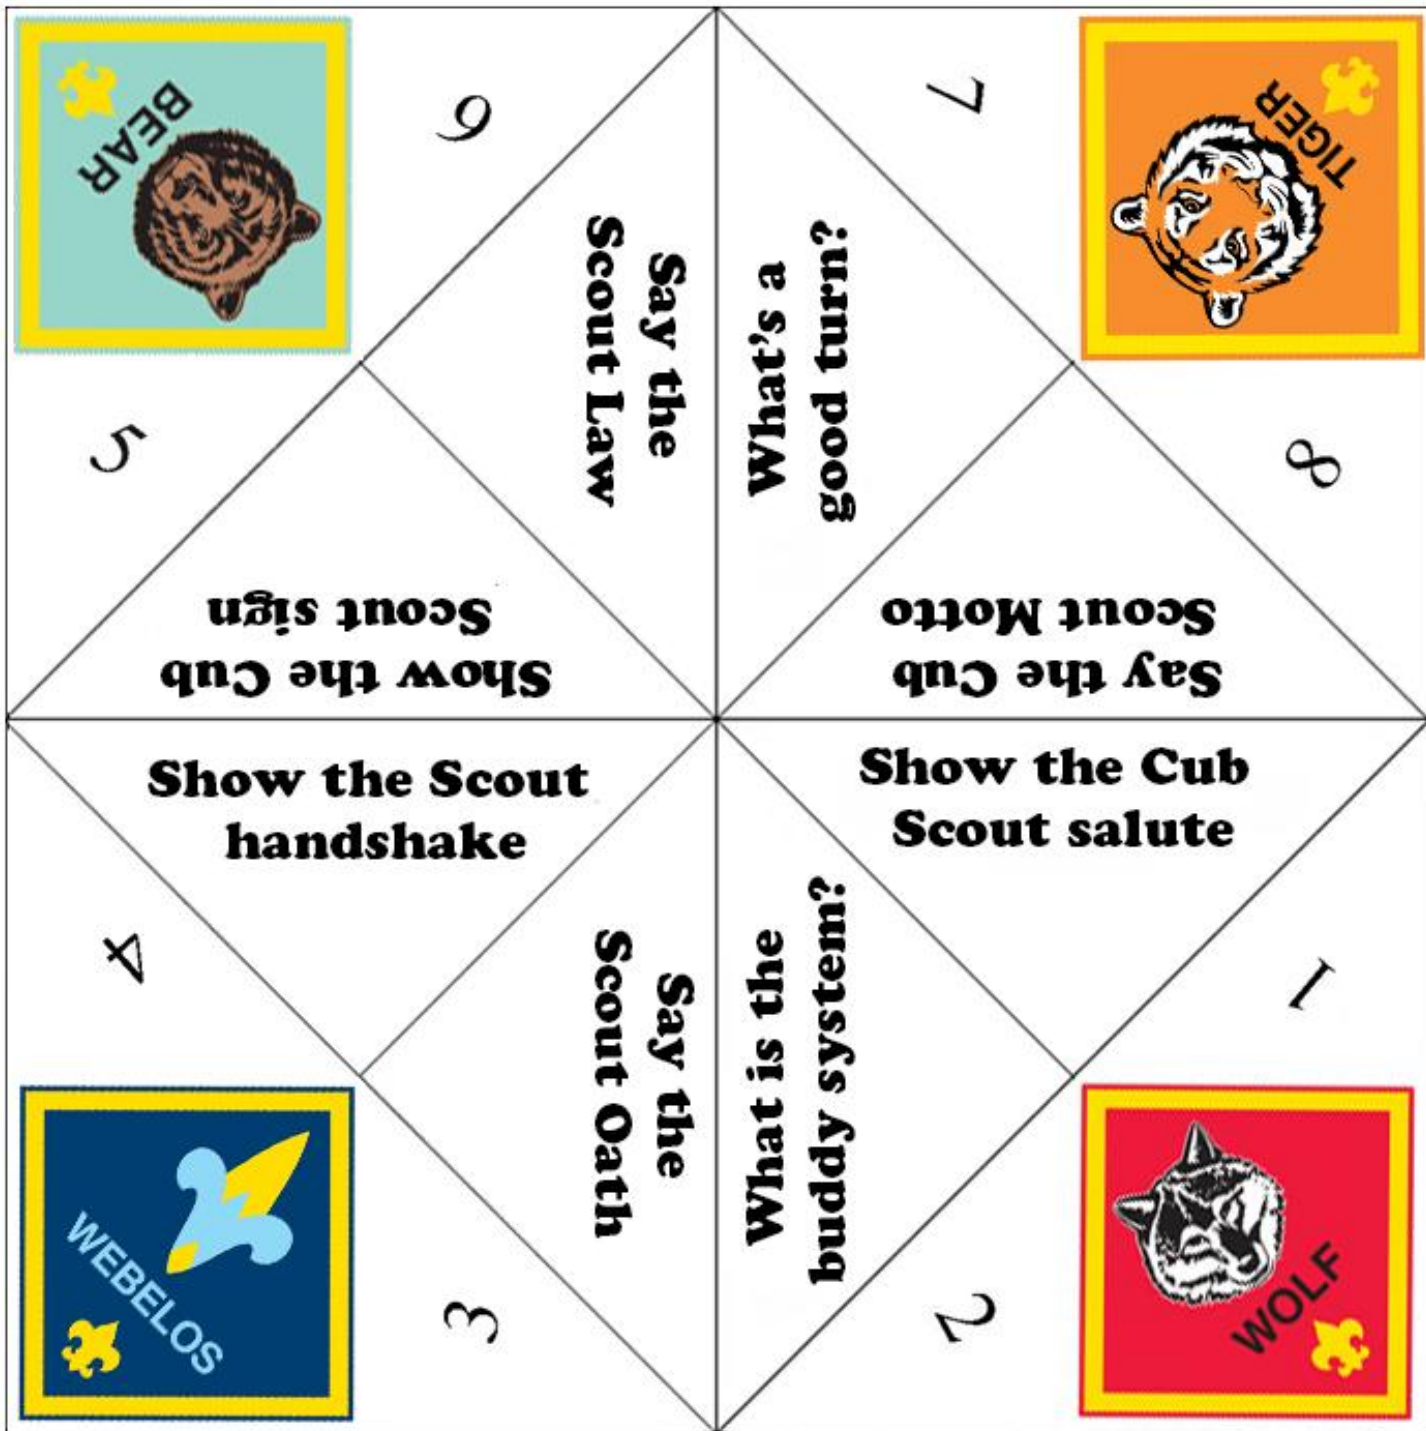 BEAR
6
7
TIGER
Say the
Scout Law
What's a
good turn?
5
8
Show the Cub
Scout sign
Say the Cub
Scout Motto
Show the Scout
handshake
Show the Cub
Scout salute
4
Say the
Scout Oath
What is the
buddy system?
1
WEBELOS
3
2
WOLF